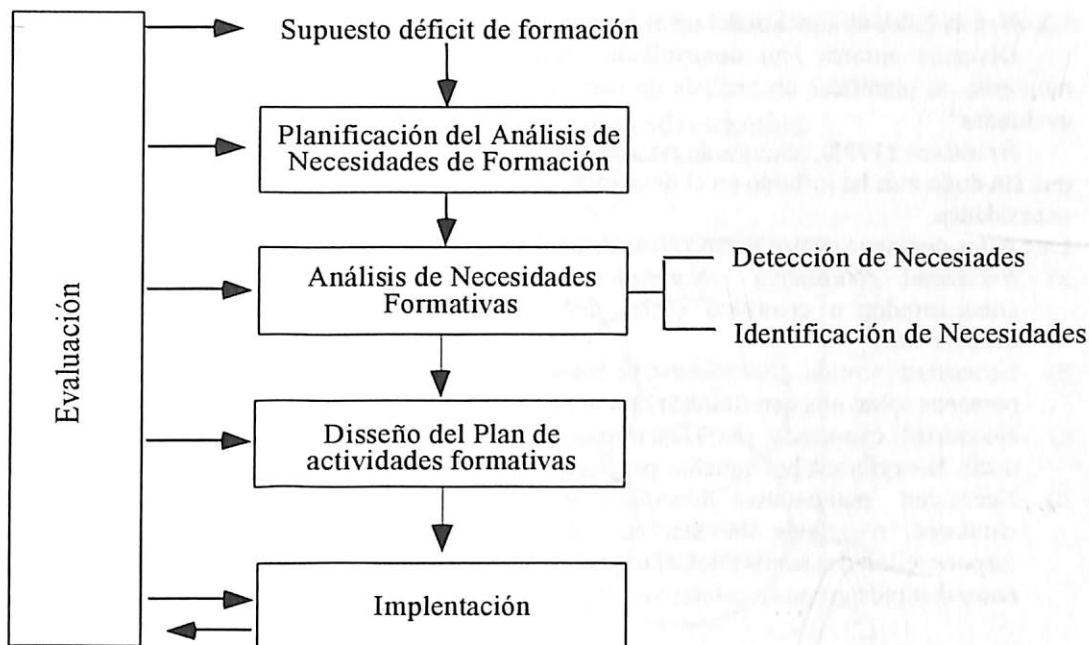 Supuesto déficit de formación
Planificación del Análisis de
Necesidades de Formación
Análisis de Necesidades
Formativas
Detección de Necesiades
Identificación de Necesidades
Evaluación
Disseño del Plan de
actividades formativas
Implentación